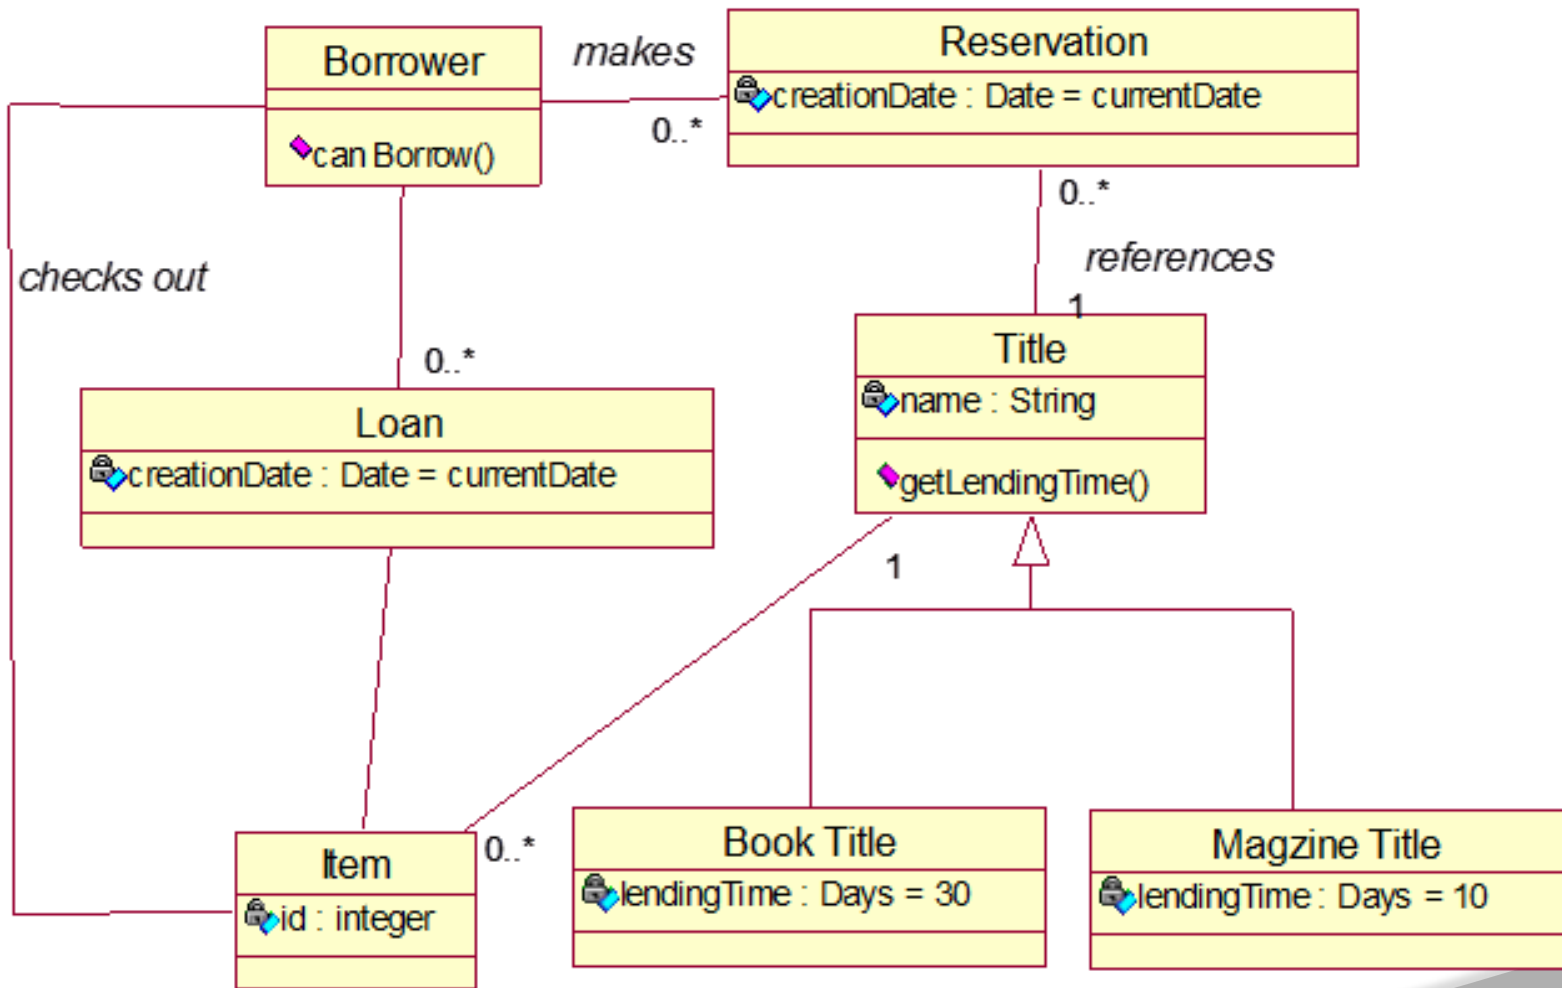 Borrower
can Borrow()
makes
0..*
Reservation
creationDate : Date = currentDate
0..*
references
1
checks out
0..*
Loan
creationDate : Date = currentDate
Title
name : String
getLendingTime()
1
0..*
Item
id : integer
Book Title
lendingTime : Days = 30
Magzine Title
lendingTime : Days = 10